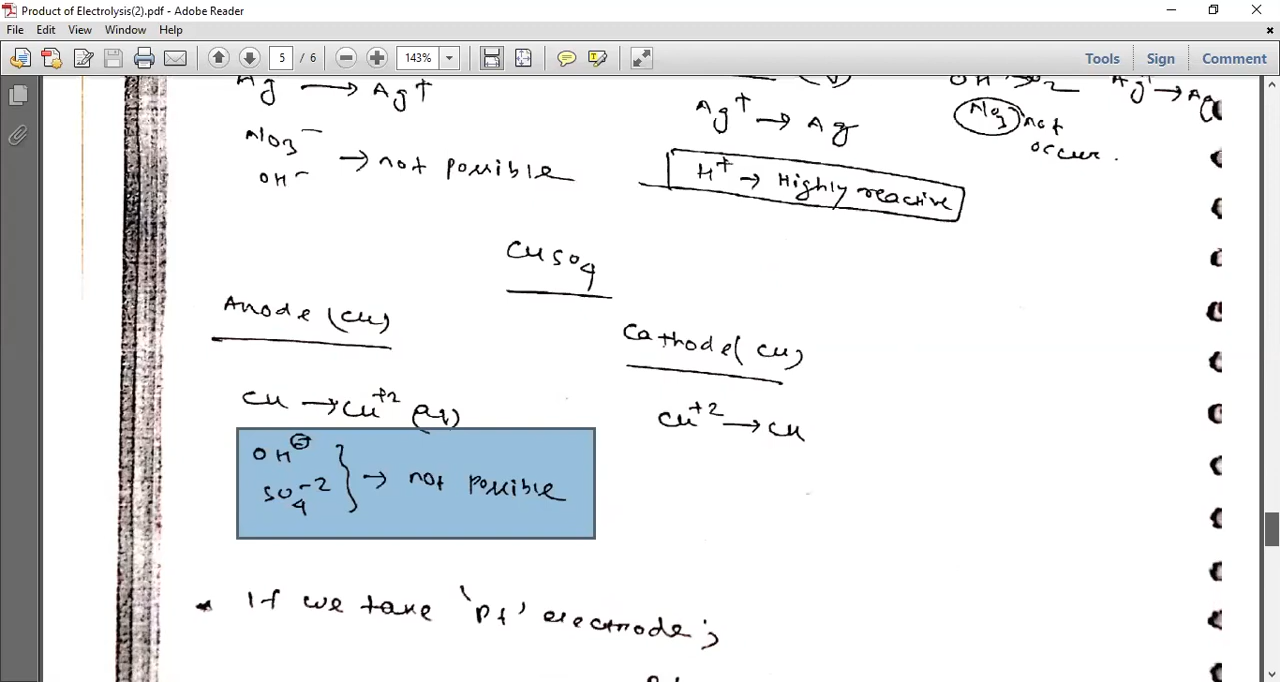 Product of Electrolysis(2).pdf - Adobe Reader
File Edit View Window Help
5 / 6 143% Tools Sign Comment
Ag → Ag+
NO3-
OH-
→ not possible
Ag+ → Ag
H+ → Highly reactive
Ag+ → Ag
NO3 not
occur.
CuSO4
Anode (Cu)
Cathode (Cu)
Cu → Cu+2 (aq)
Cu+2 → Cu
OH⊖
SO4-2 } → not possible
* If we take 'Pt' electrode;